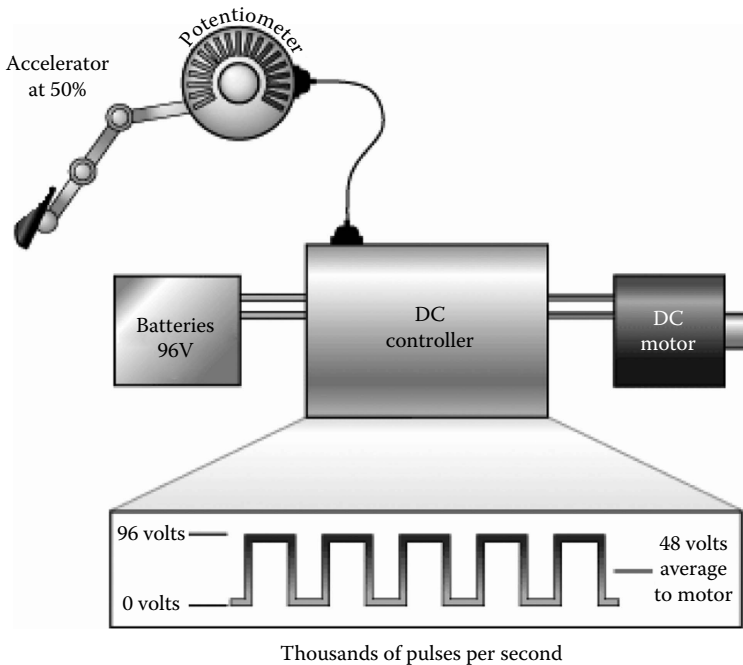 Potentiometer
Accelerator
at 50%
Batteries
96V
DC
controller
DC
motor
96 volts
0 volts
48 volts
average
to motor
Thousands of pulses per second